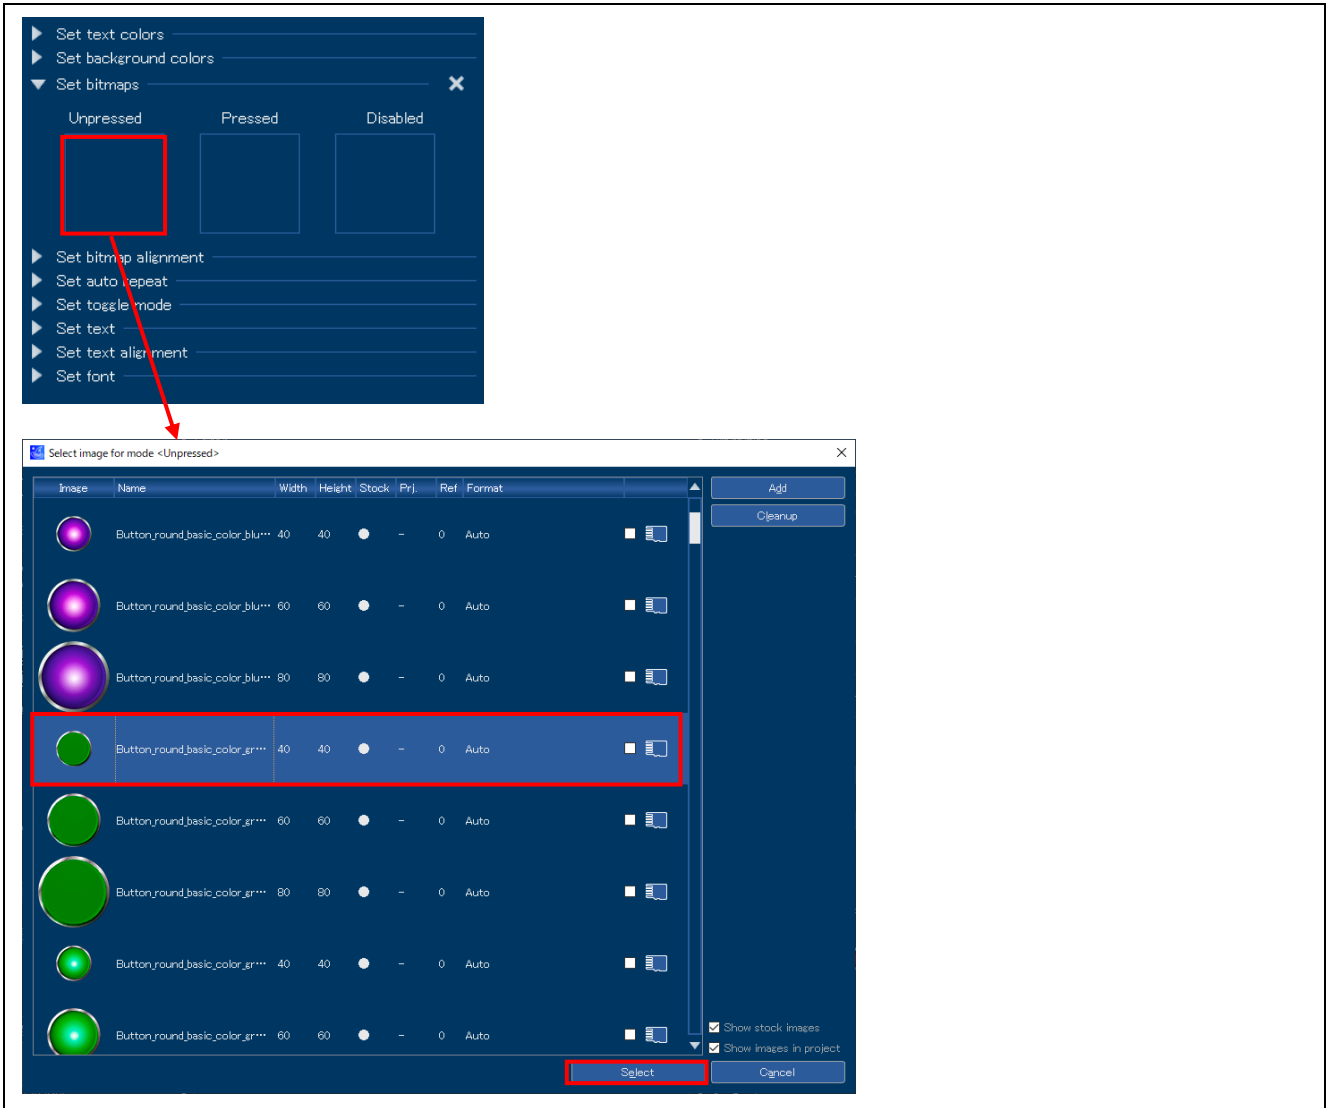 Set text colors
Set background colors
Set bitmaps
Unpressed Pressed Disabled
Set bitmap alignment
Set auto repeat
Set toggle mode
Set text
Set text alignment
Set font
Select image for mode <Unpressed>
Image Name Width Height Stock Prj. Ref Format
Add
Cleanup
Button_round_basic_color_blu··· 40 40 - 0 Auto
Button_round_basic_color_blu··· 60 60 - 0 Auto
Button_round_basic_color_blu··· 80 80 - 0 Auto
Button_round_basic_color_gr··· 40 40 - 0 Auto
Button_round_basic_color_gr··· 60 60 - 0 Auto
Button_round_basic_color_gr··· 80 80 - 0 Auto
Button_round_basic_color_gr··· 40 40 - 0 Auto
Button_round_basic_color_gr··· 60 60 - 0 Auto
Show stock images
Show images in project
Select Cancel